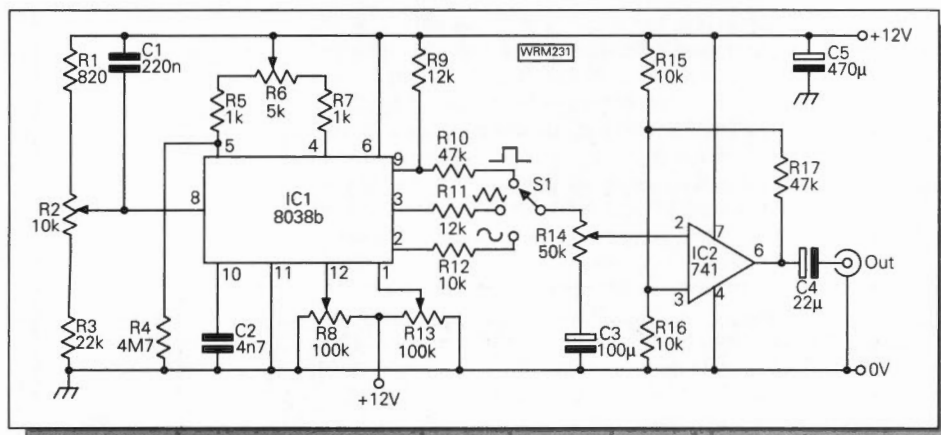 +12V
WRM231
R1
820
C1
220n
R6
5k
R5
1k
R7
1k
R9
12k
R15
10k
C5
470µ
5
4
6
9
R10
47k
S1
R17
47k
IC1
8038b
8
3
R11
12k
R2
10k
R14
50k
2
7
IC2
741
6
Out
2
R12
10k
3
4
C4
22µ
10
11
12
1
R3
22k
R4
4M7
C2
4n7
R8
100k
R13
100k
C3
100µ
R16
10k
0V
+12V